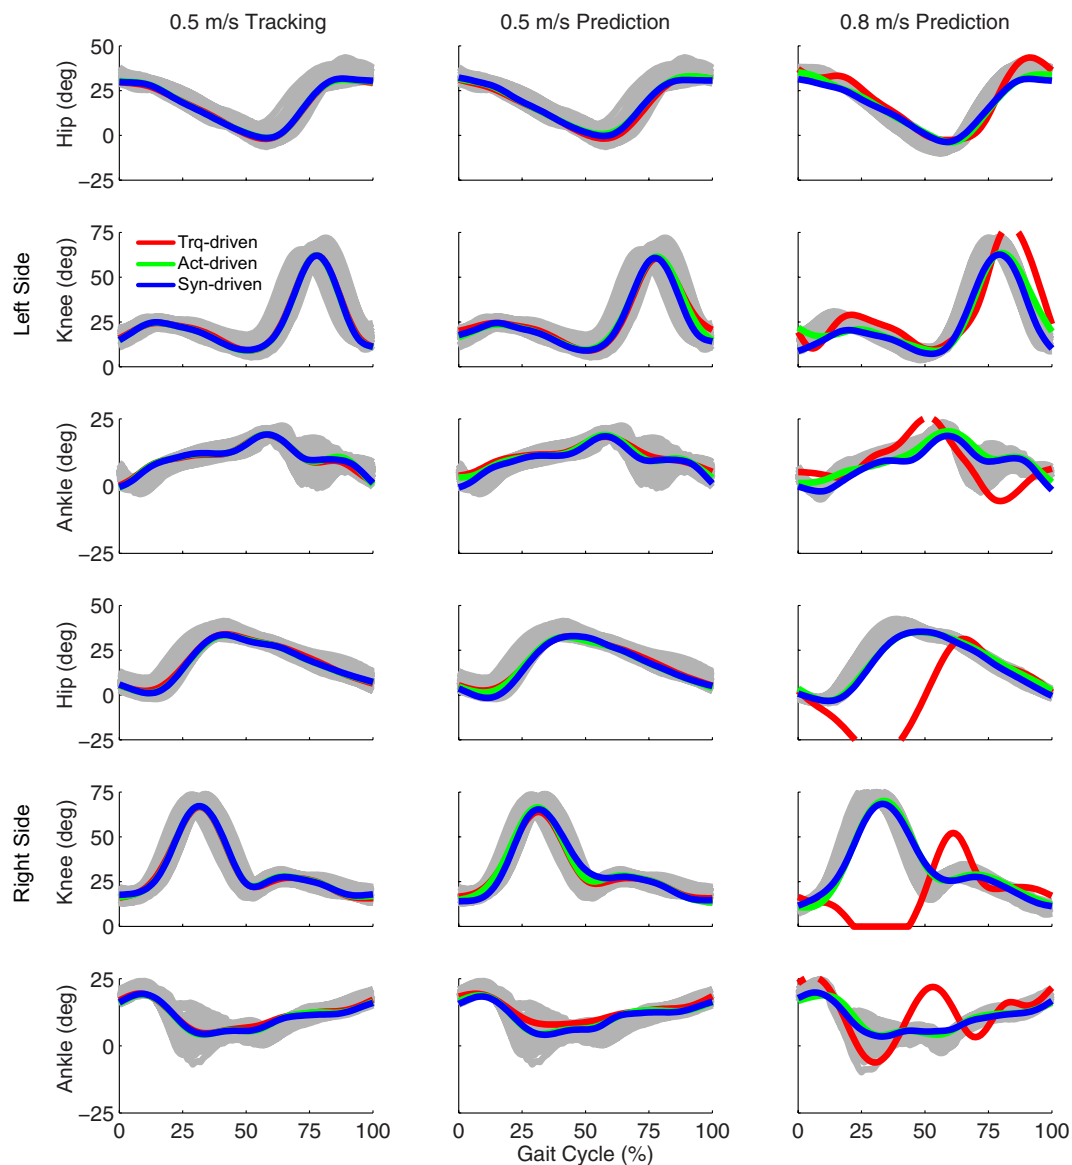 0.5 m/s Tracking 0.5 m/s Prediction 0.8 m/s Prediction
Left Side
Hip (deg)
50
25
0
−25
Knee (deg)
75
50
25
0
Trq-driven
Act-driven
Syn-driven
Ankle (deg)
25
0
−25
Right Side
Hip (deg)
50
25
0
−25
Knee (deg)
75
50
25
0
Ankle (deg)
25
0
−25
0 25 50 75 100 0 25 50 75 100 0 25 50 75 100
Gait Cycle (%)